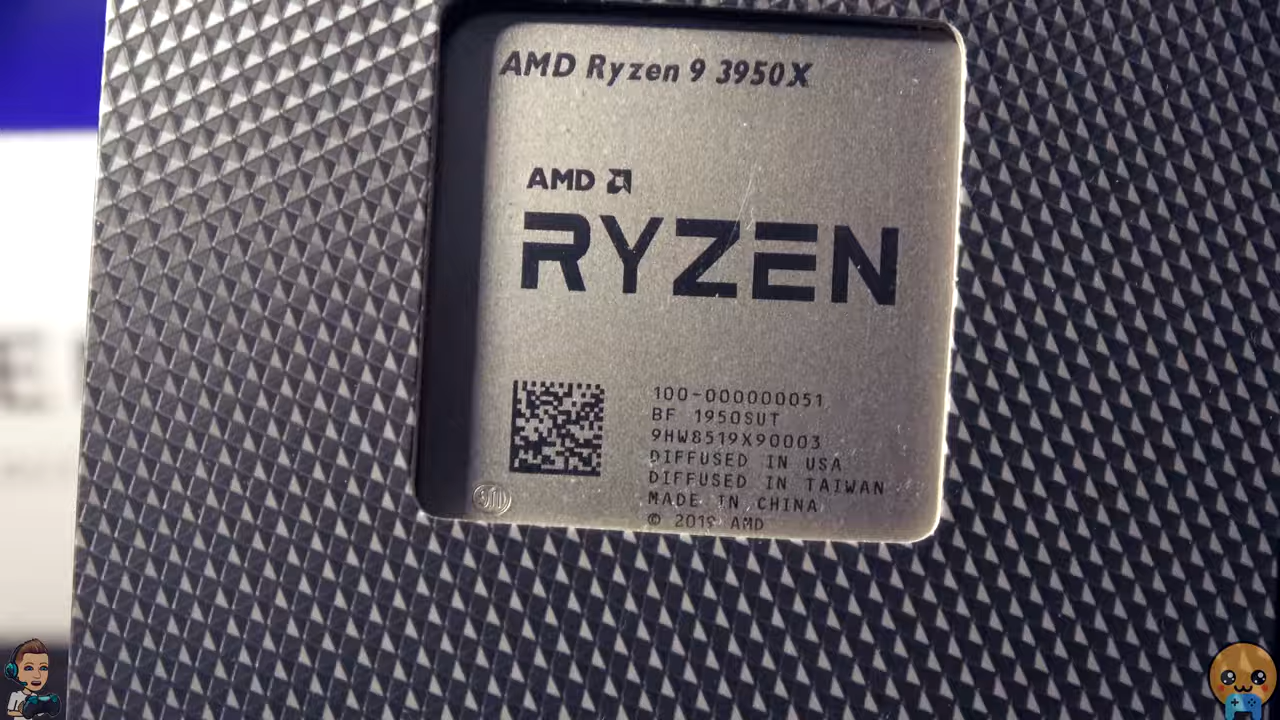 AMD Ryzen 9 3950X
AMD
RYZEN
100-000000051
BF 1950SUT
9HW8519X90003
DIFFUSED IN USA
DIFFUSED IN TAIWAN
MADE IN CHINA
© 2019 AMD